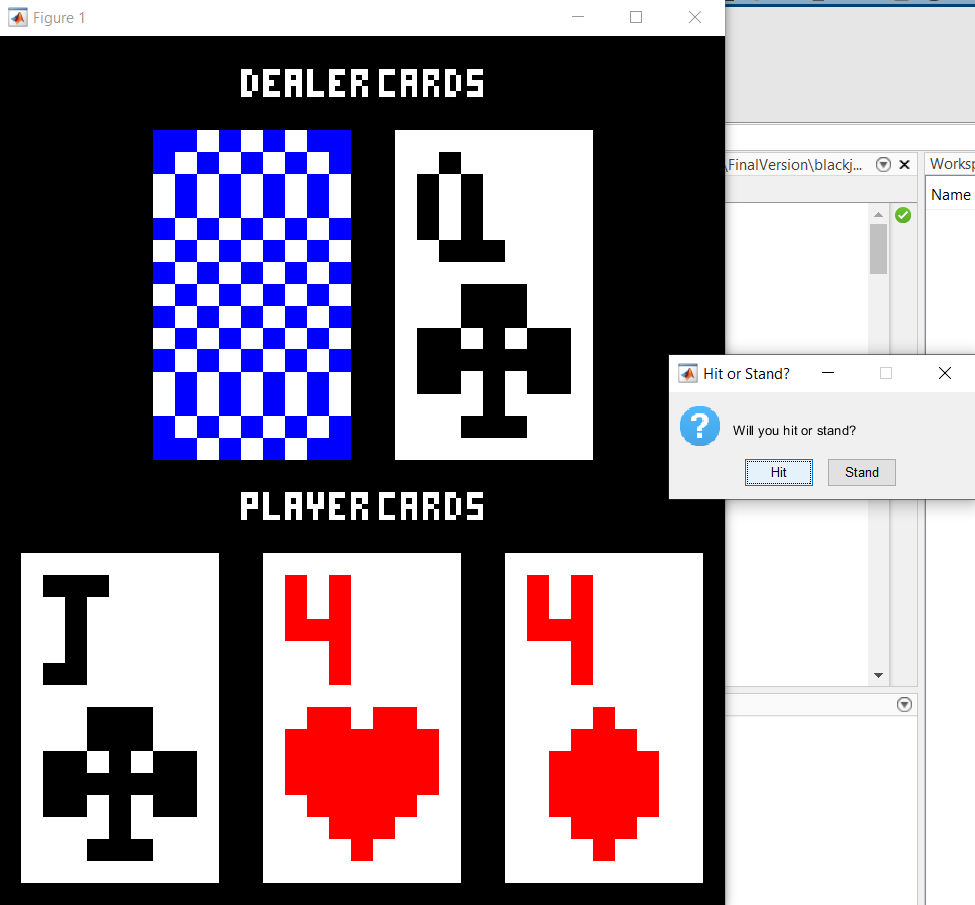 Figure 1
DEALER CARDS
Q
\FinalVersion\blackj...
Worksp
Name
Hit or Stand?
Will you hit or stand?
Hit
Stand
PLAYER CARDS
J
4
4